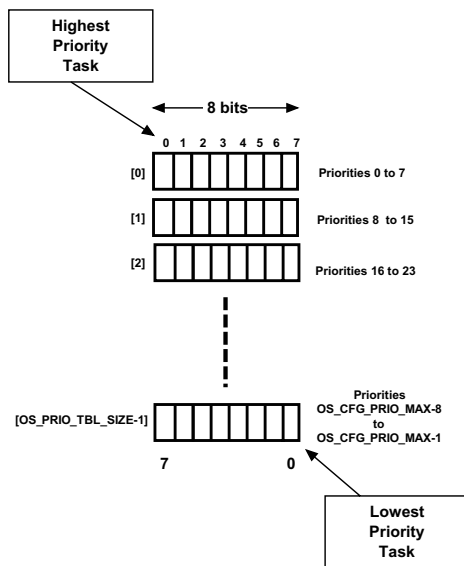 Highest
Priority
Task
8 bits
0 1 2 3 4 5 6 7
[0] Priorities 0 to 7
[1] Priorities 8 to 15
[2] Priorities 16 to 23
[OS_PRIO_TBL_SIZE-1]
Priorities
OS_CFG_PRIO_MAX-8
to
OS_CFG_PRIO_MAX-1
7 0
Lowest
Priority
Task